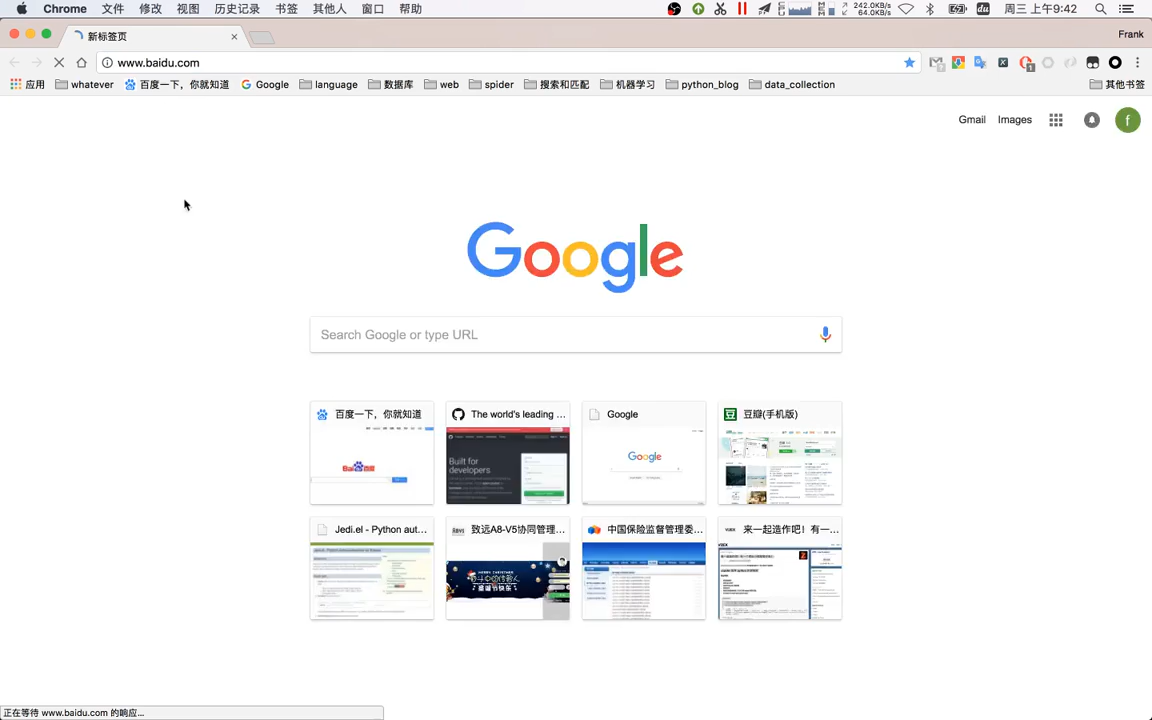 Chrome 文件 修改 视图 历史记录 书签 其他人 窗口 帮助 242.0KB/s 64.0KB/s 周三 上午9:42
新标签页 Frank
www.baidu.com
应用 whatever 百度一下，你就知道 Google language 数据库 web spider 搜索和匹配 机器学习 python_blog data_collection 其他书签
Gmail Images f
Google
Search Google or type URL
百度一下，你就知道 The world's leading ... Google 豆瓣(手机版)
Bai 百度 Built for developers Google
Jedi.el - Python aut... 致远A8-V5协同管理... 中国保险监督管理委... 来一起造作吧！有一...
正在等待 www.baidu.com 的响应...